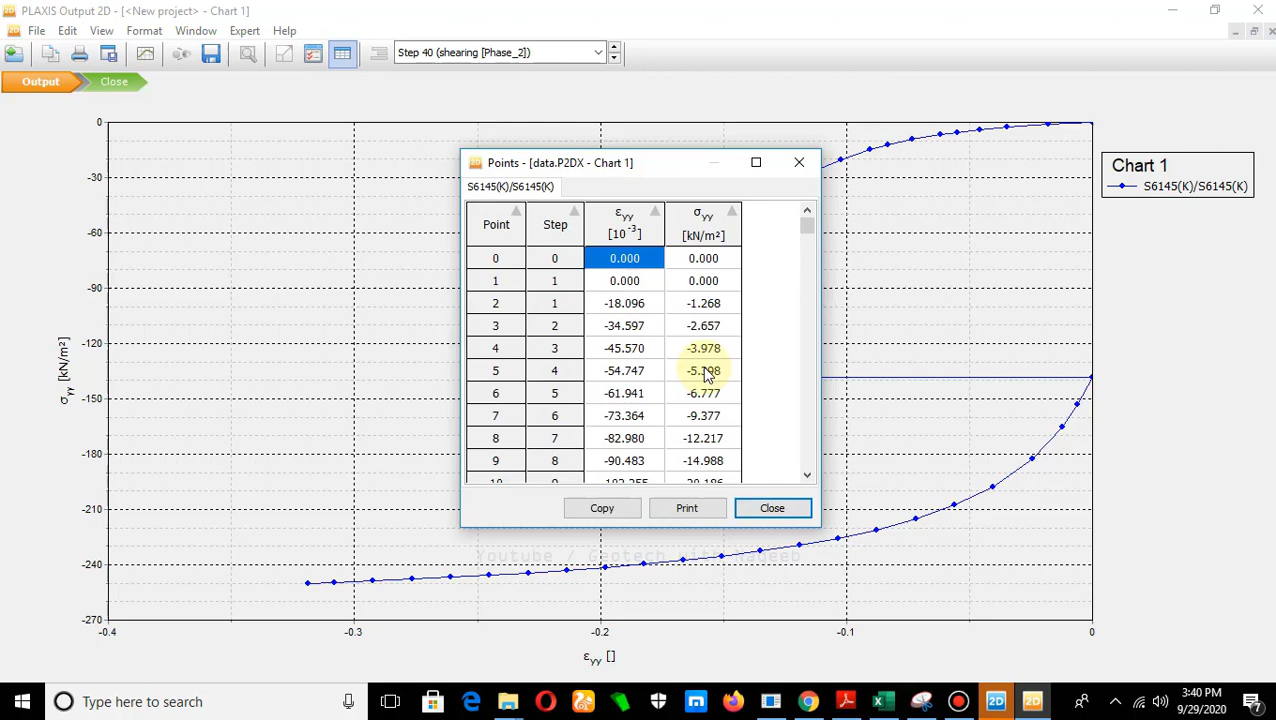 PLAXIS Output 2D - [<New project> - Chart 1]
File Edit View Format Window Expert Help
Step 40 (shearing [Phase_2])
Output Close
Points - [data.P2DX - Chart 1]
S6145(K)/S6145(K)
Point Step εyy [10⁻³] σyy [kN/m²]
0 0 0.000 0.000
1 1 0.000 0.000
2 1 -18.096 -1.268
3 2 -34.597 -2.657
4 3 -45.570 -3.978
5 4 -54.747
6 5 -61.941 -6.777
7 6 -73.364 -9.377
8 7 -82.980 -12.217
9 8 -90.483 -14.988
Copy Print Close
Chart 1
S6145(K)/S6145(K)
0
-30
-60
-90
-120
-150
-180
-210
-240
-270
σyy [kN/m²]
-0.4 -0.3 -0.2 -0.1 0
εyy []
Youtube / Geotech with Naqeeb
Type here to search
3:40 PM
9/29/2020